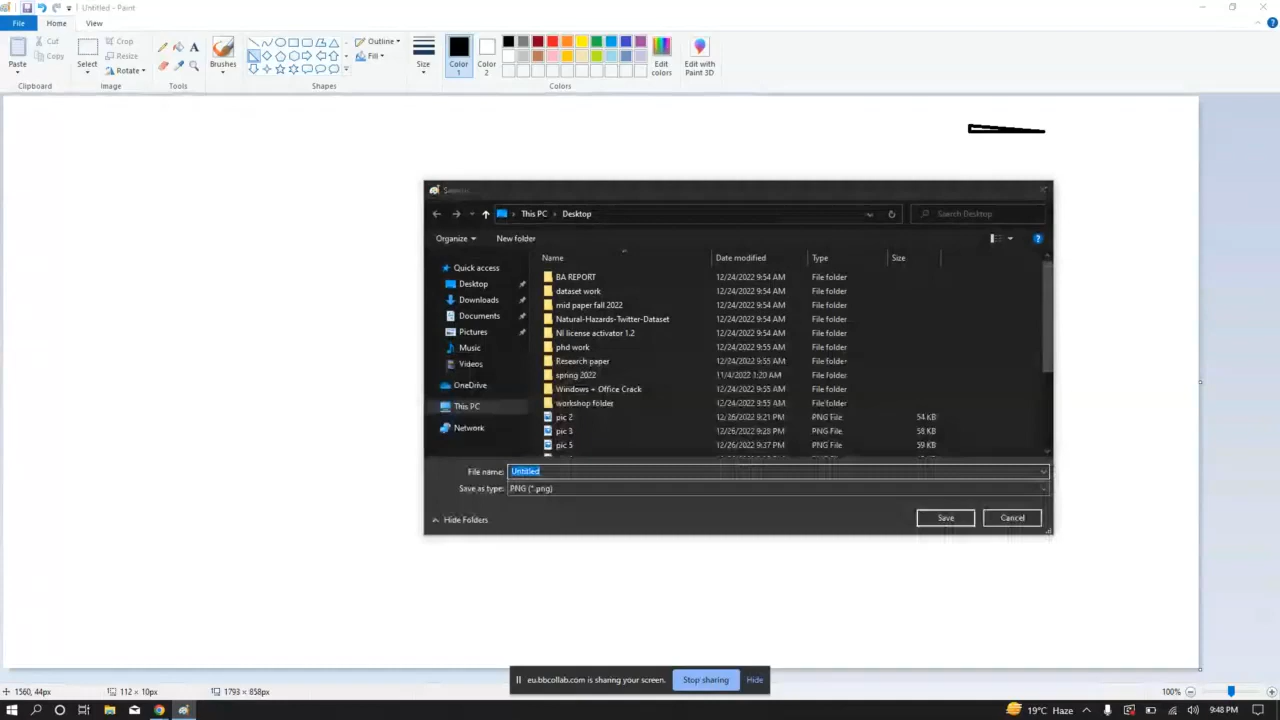 Untitled - Paint
File Home View
Paste Cut Copy Select Crop Resize Rotate Brushes Outline Fill Size Color 1 Color 2 Edit colors Edit with Paint 3D
Clipboard Image Tools Shapes Colors
This PC > Desktop Search Desktop
Organize New folder
Name Date modified Type Size
Quick access
Desktop
Downloads
Documents
Pictures
Music
Videos
OneDrive
This PC
Network
BA REPORT 12/24/2022 9:54 AM File folder
dataset work 12/24/2022 9:54 AM File folder
mid paper fall 2022 12/24/2022 9:54 AM File folder
Natural-Hazards-Twitter-Dataset 12/24/2022 9:54 AM File folder
NI license activator 1.2 12/24/2022 9:54 AM File folder
phd work 12/24/2022 9:55 AM File folder
Research paper 12/24/2022 9:55 AM File folder
spring 2022 11/4/2022 1:20 AM File folder
Windows + Office Crack 12/24/2022 9:55 AM File folder
workshop folder 12/24/2022 9:55 AM File folder
pic 2 12/26/2022 9:21 PM PNG File 54 KB
pic 3 12/26/2022 9:28 PM PNG File 58 KB
pic 5 12/26/2022 9:37 PM PNG File 59 KB
File name: Untitled
Save as type: PNG (*.png)
Hide Folders Save Cancel
eu.bbcollab.com is sharing your screen. Stop sharing Hide
1560, 44px 112 × 10px 1793 × 858px 100%
19°C Haze 9:48 PM